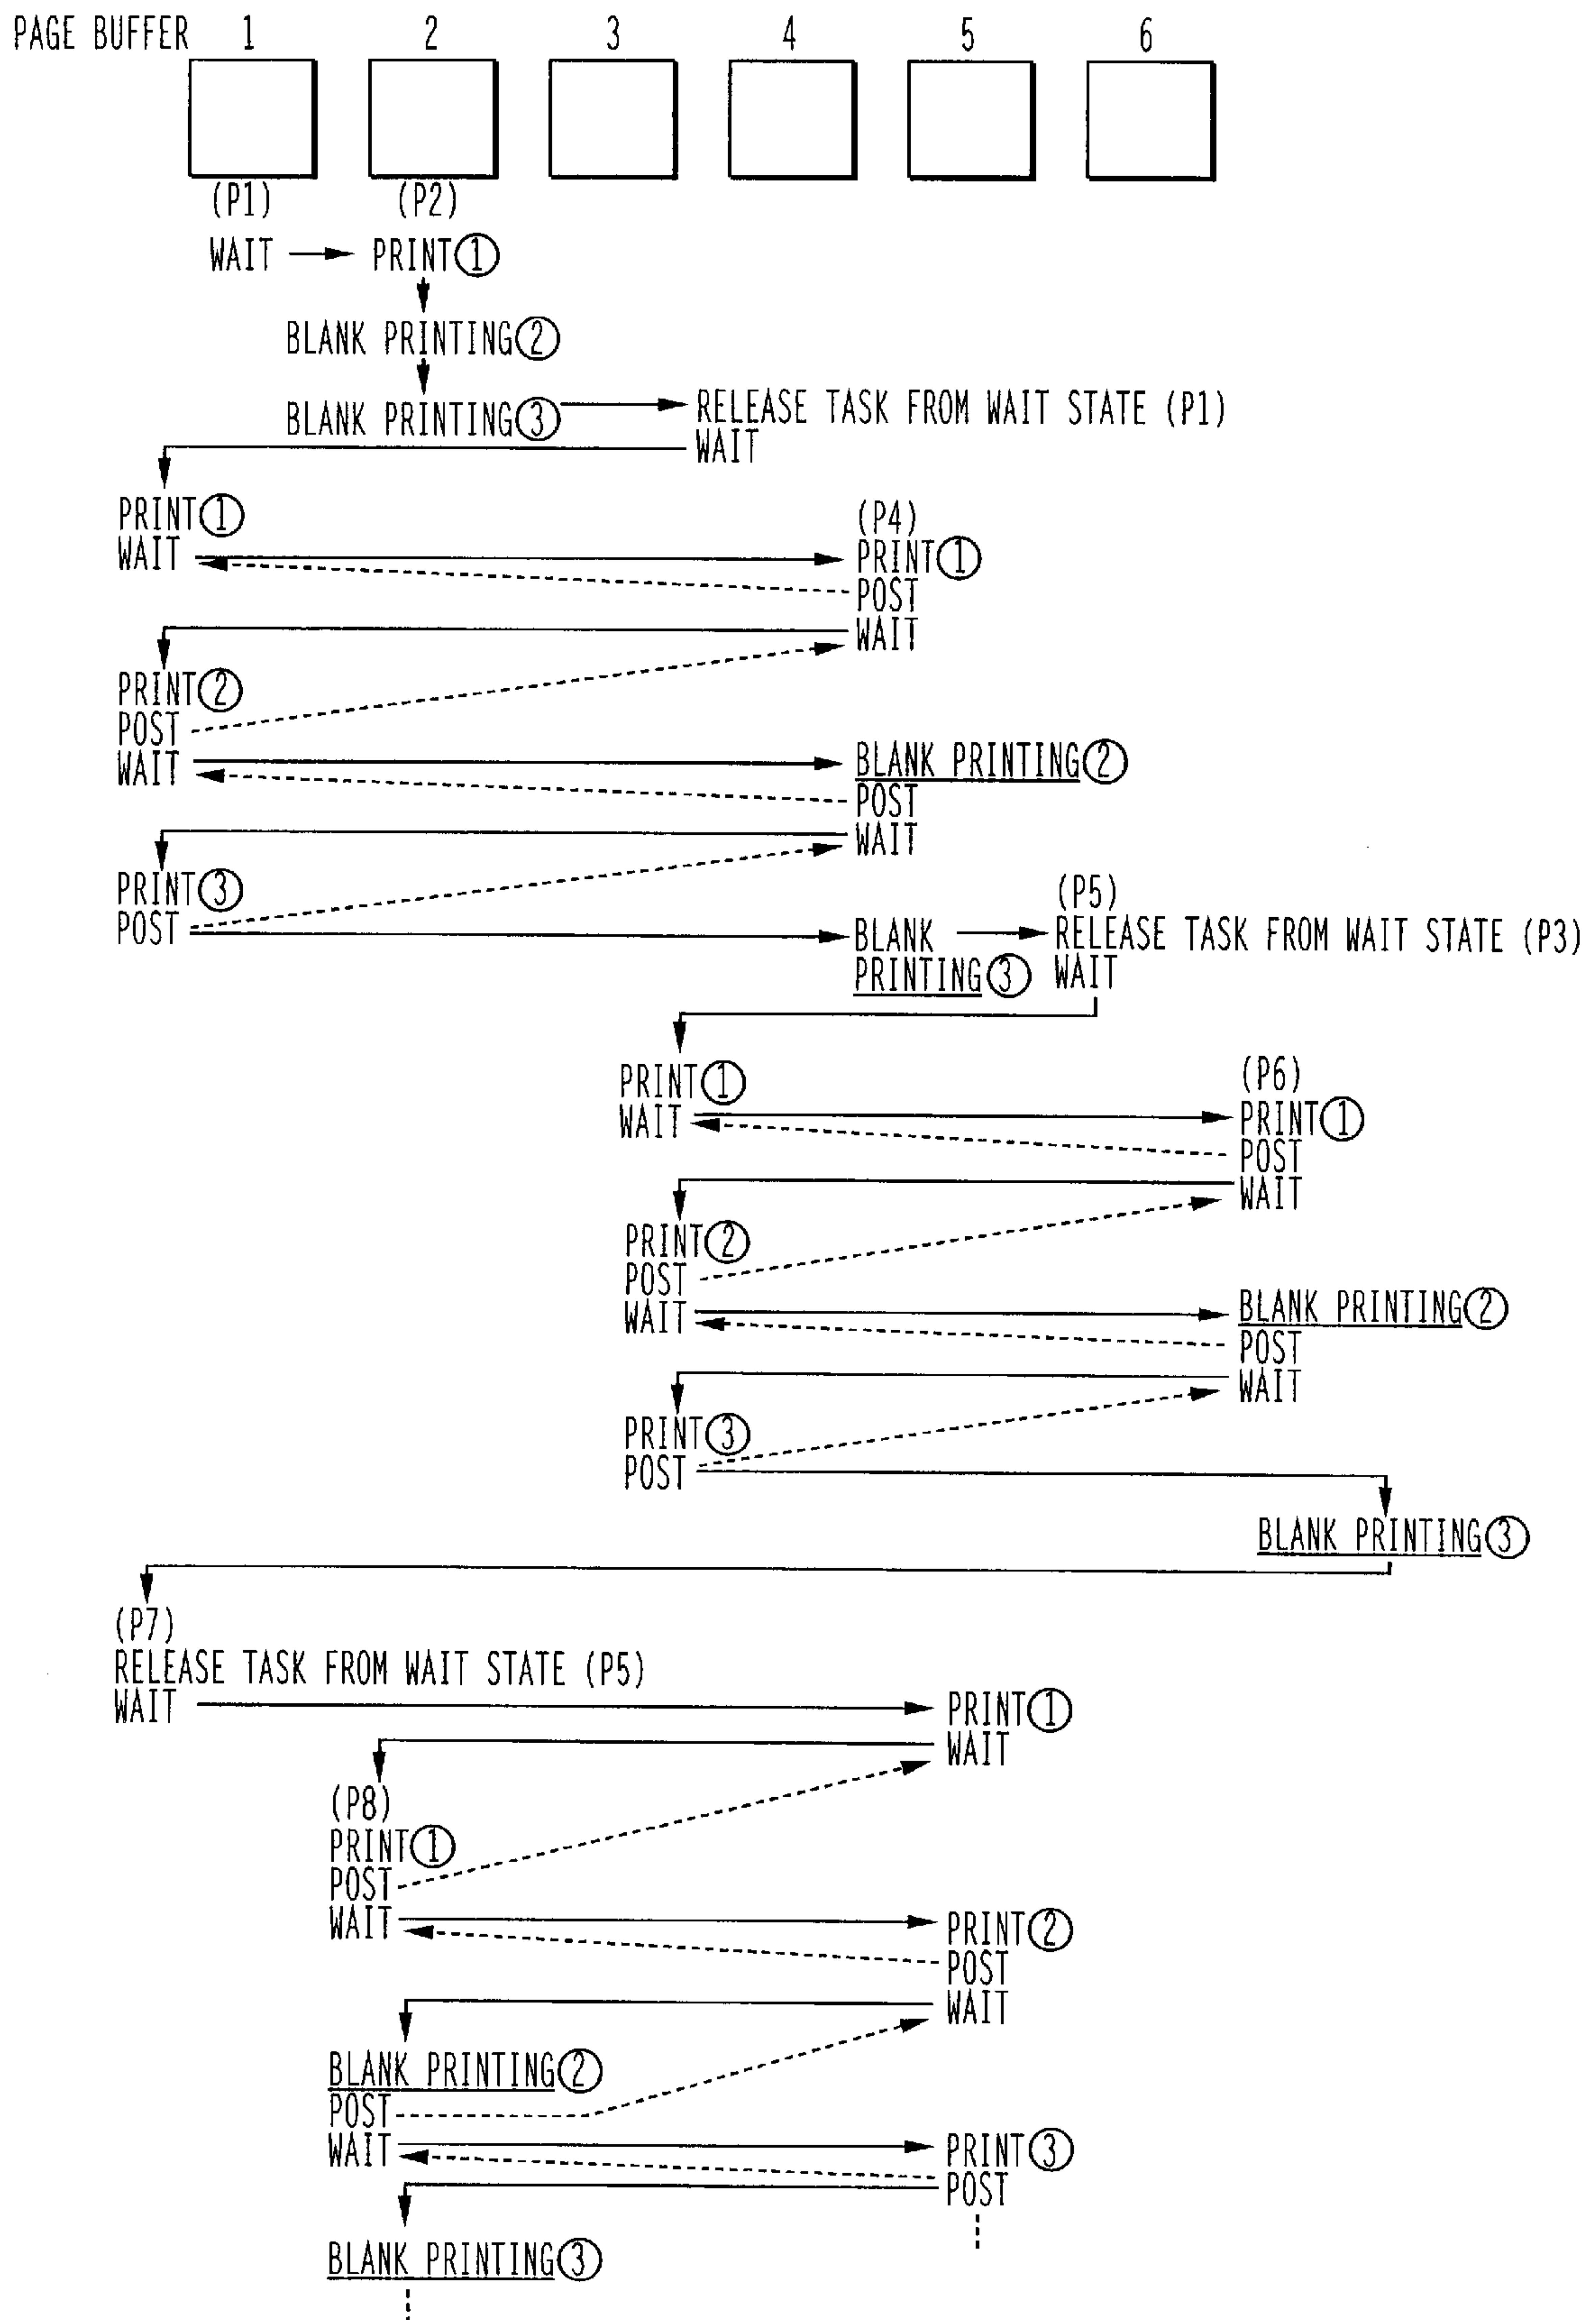 PAGE BUFFER 1 2 3 4 5 6
(P1) (P2)
WAIT PRINT①
BLANK PRINTING②
BLANK PRINTING③ RELEASE TASK FROM WAIT STATE (P1)
WAIT
PRINT① (P4)
WAIT PRINT①
POST
WAIT
PRINT②
POST
WAIT BLANK PRINTING②
POST
WAIT
PRINT③ (P5)
POST BLANK RELEASE TASK FROM WAIT STATE (P3)
PRINTING③ WAIT
PRINT① (P6)
WAIT PRINT①
POST
WAIT
PRINT②
POST
WAIT BLANK PRINTING②
POST
WAIT
PRINT③
POST
BLANK PRINTING③
(P7)
RELEASE TASK FROM WAIT STATE (P5)
WAIT PRINT①
WAIT
(P8)
PRINT①
POST
WAIT PRINT②
POST
WAIT
BLANK PRINTING②
POST
WAIT PRINT③
POST
BLANK PRINTING③